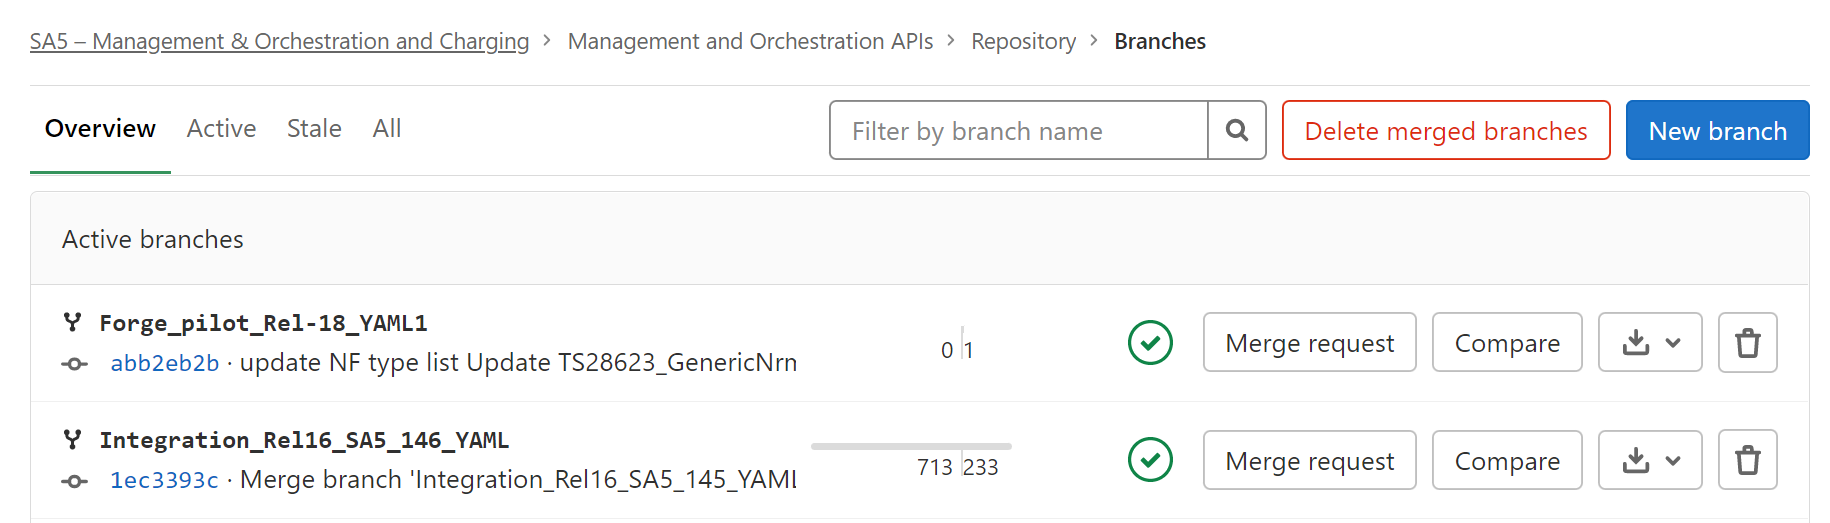 SA5 – Management & Orchestration and Charging > Management and Orchestration APIs > Repository > Branches
Overview Active Stale All Filter by branch name Delete merged branches New branch
Active branches
Forge_pilot_Rel-18_YAML1
abb2eb2b · update NF type list Update TS28623_GenericNrn 0 1 Merge request Compare
Integration_Rel16_SA5_146_YAML
1ec3393c · Merge branch 'Integration_Rel16_SA5_145_YAML 713 233 Merge request Compare